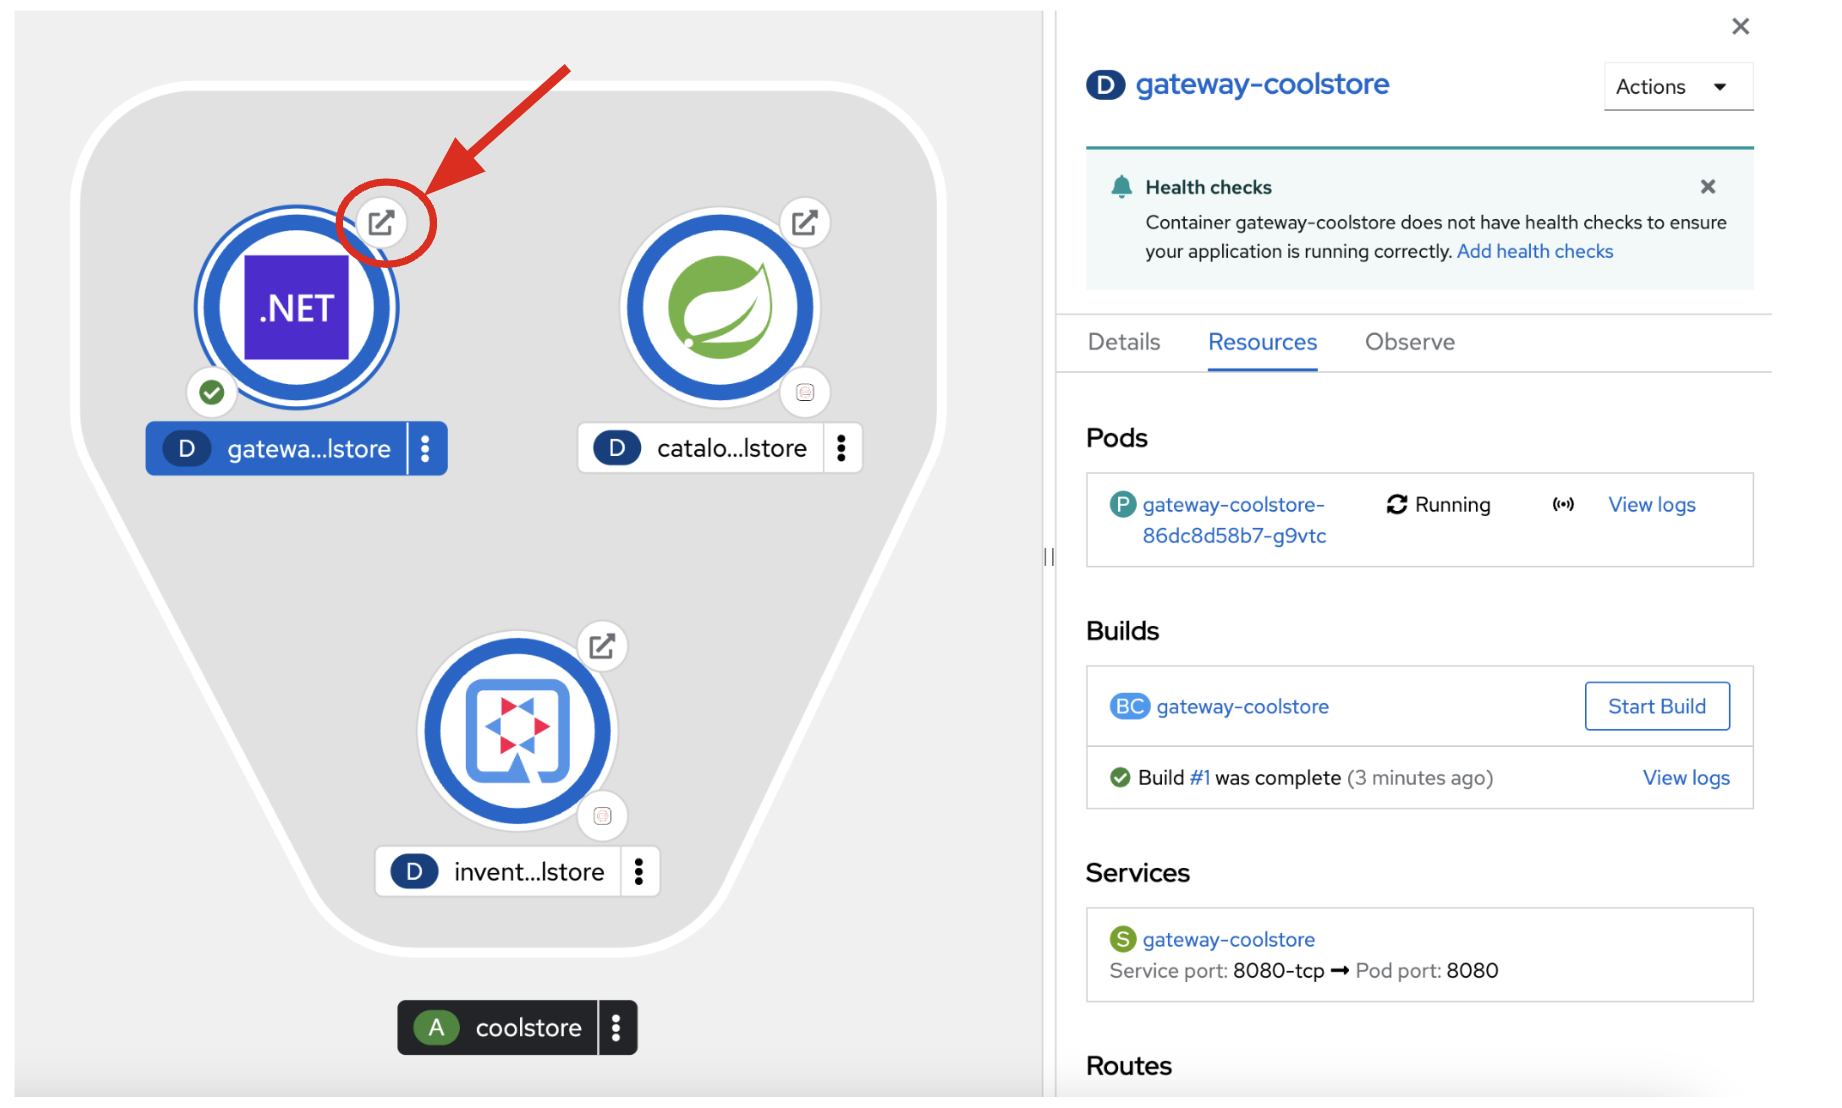 .NET
D gatewa...lstore
D catalo...lstore
D invent...lstore
A coolstore
D gateway-coolstore
Actions
Health checks
Container gateway-coolstore does not have health checks to ensure
your application is running correctly. Add health checks
Details Resources Observe
Pods
P gateway-coolstore-
86dc8d58b7-g9vtc
Running
View logs
Builds
BC gateway-coolstore
Start Build
Build #1 was complete (3 minutes ago)
View logs
Services
S gateway-coolstore
Service port: 8080-tcp → Pod port: 8080
Routes